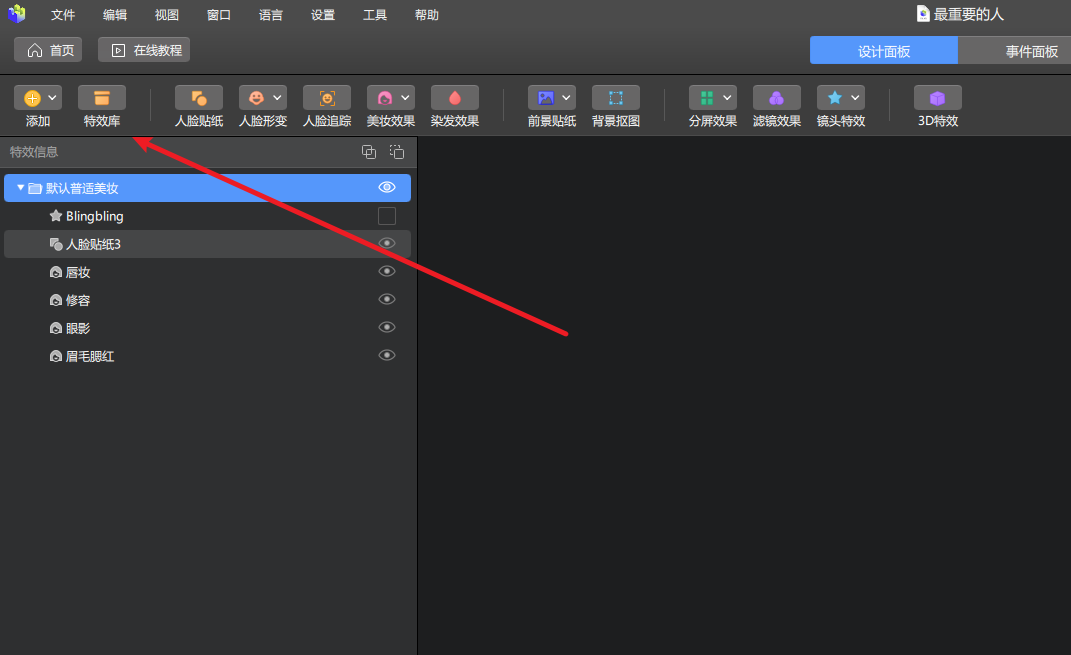 文件 编辑 视图 窗口 语言 设置 工具 帮助 最重要的人
首页 在线教程 设计面板 事件面板
添加 特效库 人脸贴纸 人脸形变 人脸追踪 美妆效果 染发效果 前景贴纸 背景抠图 分屏效果 滤镜效果 镜头特效 3D特效
特效信息
默认普适美妆
Blingbling
人脸贴纸3
唇妆
修容
眼影
眉毛腮红